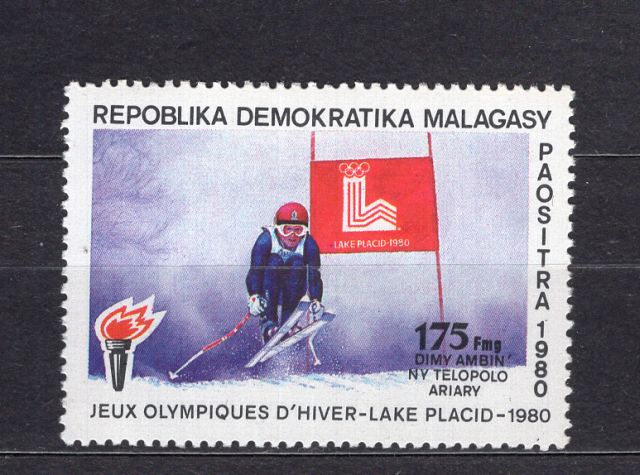 REPOBLIKA DEMOKRATIKA MALAGASY
PAOSITRA 1980
LAKE PLACID-1980
175 Fmg
DIMY AMBIN'
NY TELOPOLO
ARIARY
JEUX OLYMPIQUES D'HIVER-LAKE PLACID-1980